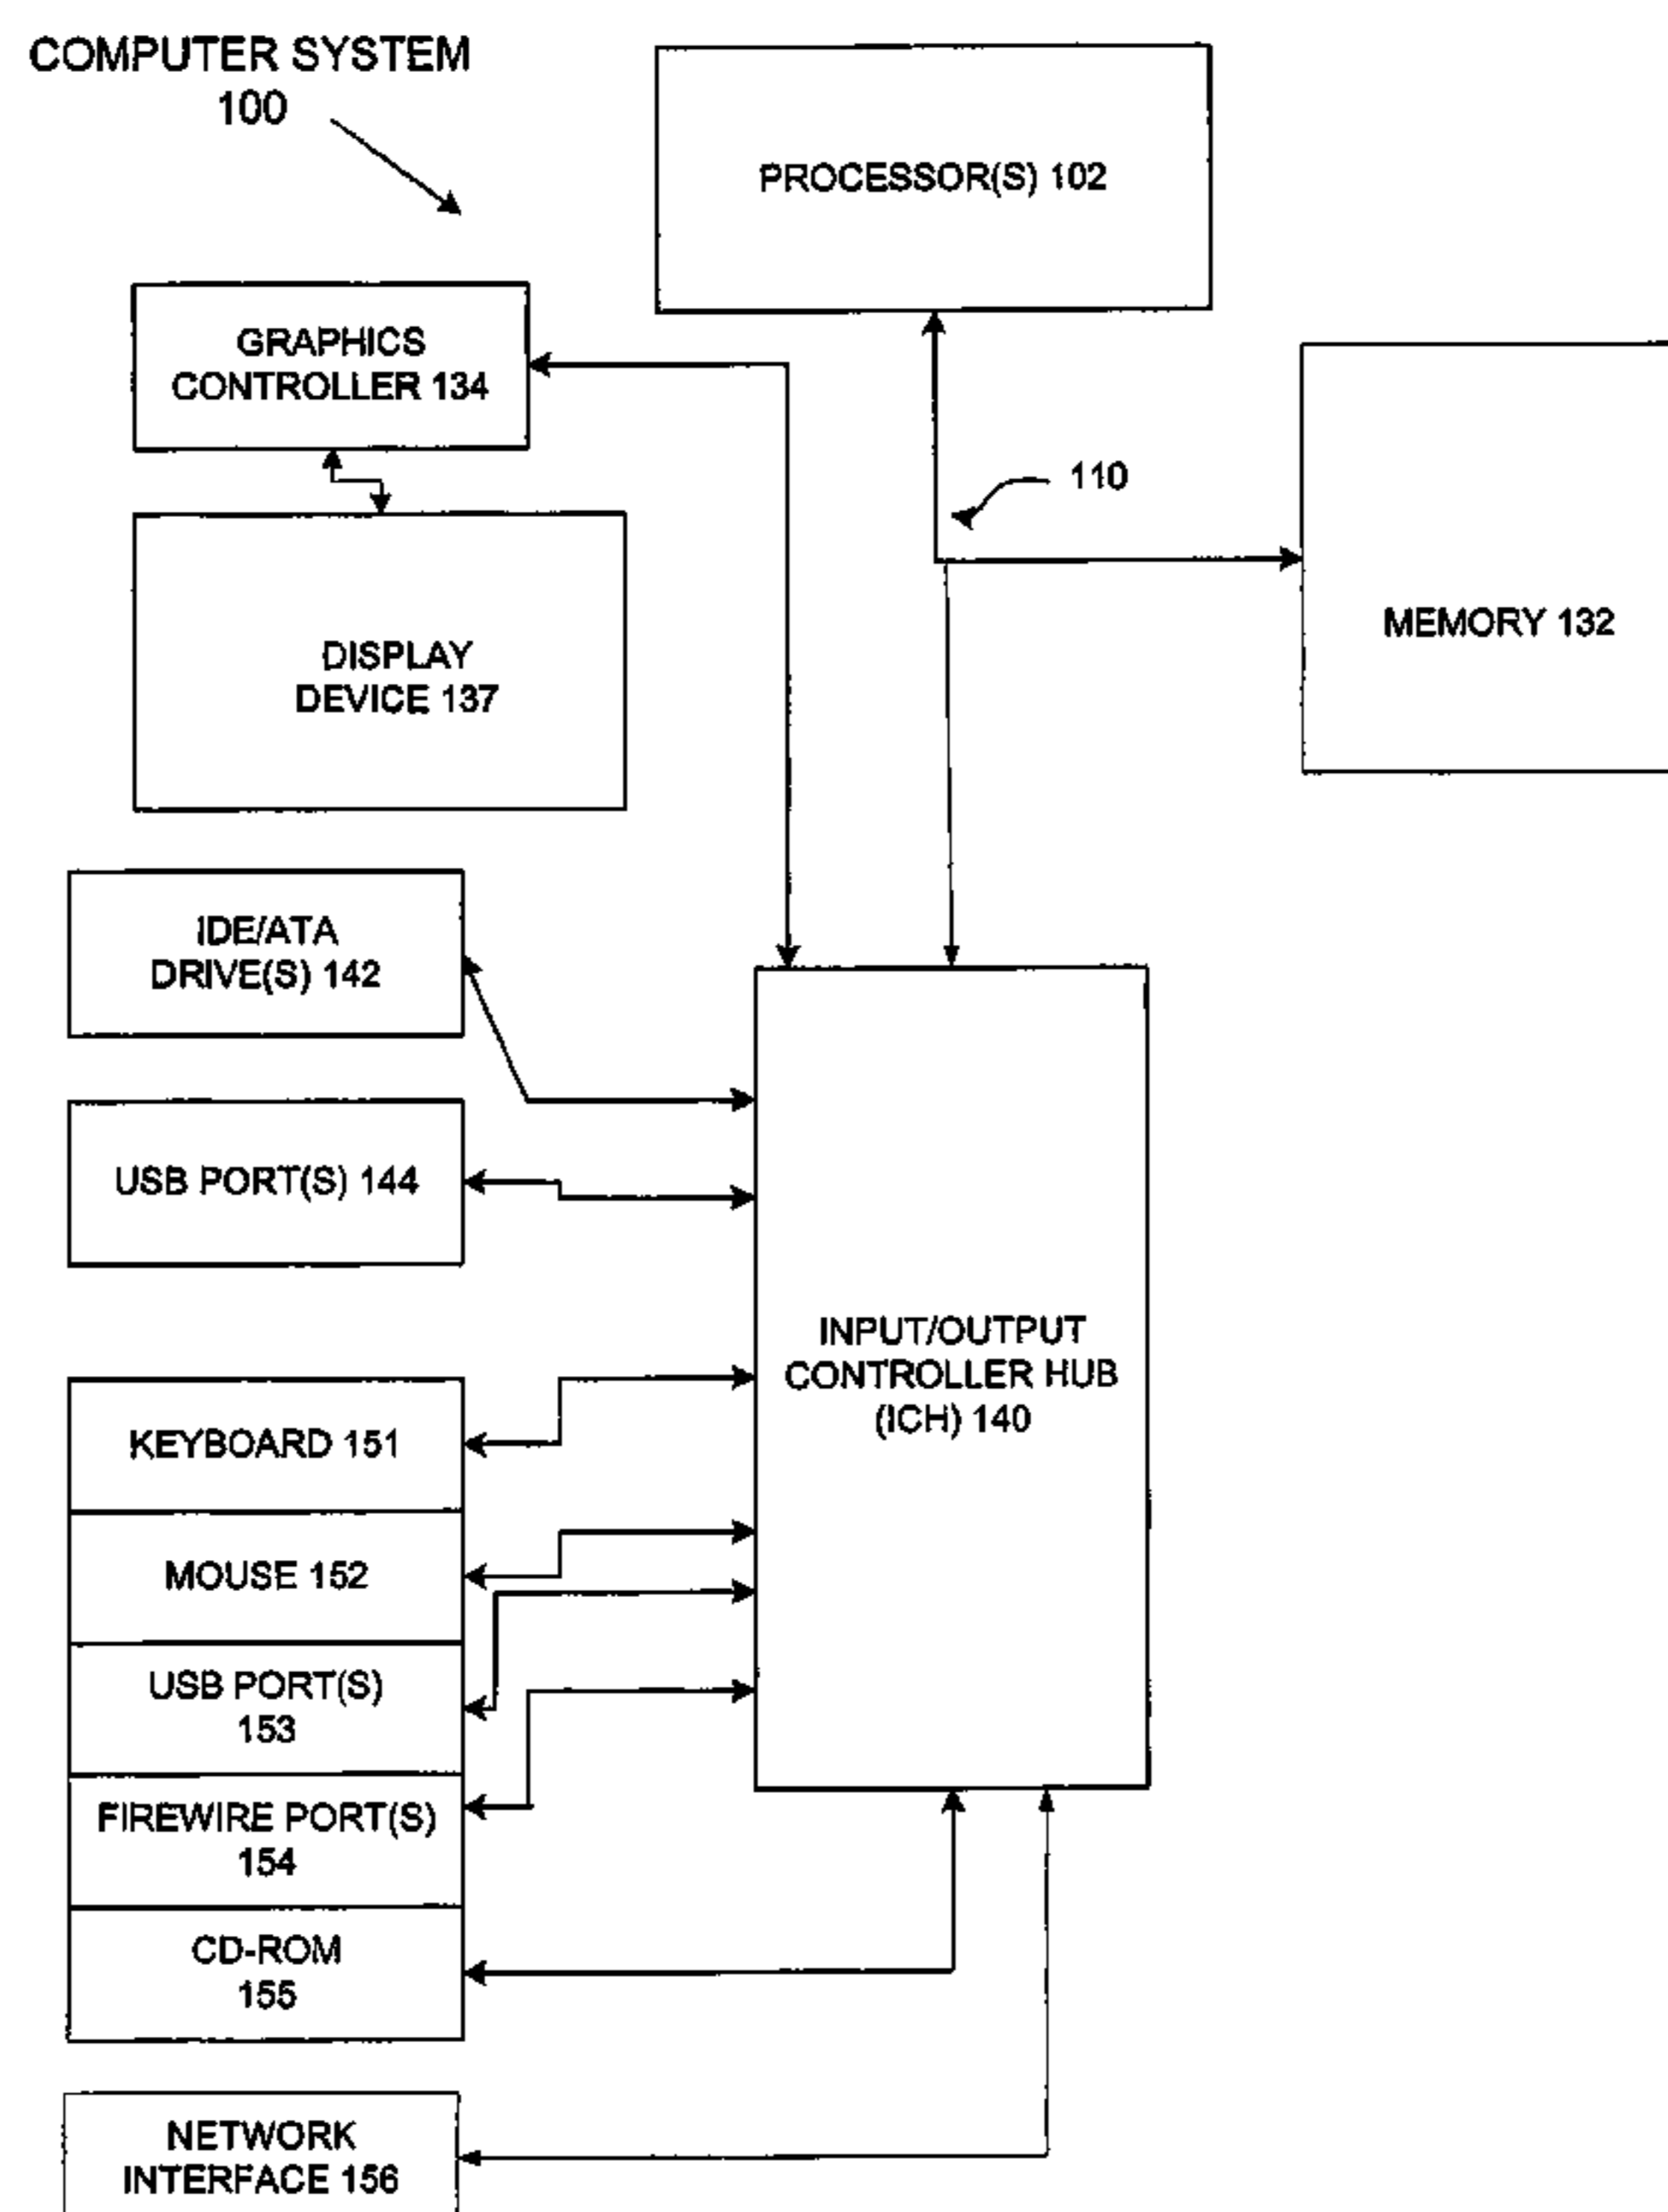 COMPUTER SYSTEM
100
PROCESSOR(S) 102
GRAPHICS
CONTROLLER 134
110
MEMORY 132
DISPLAY
DEVICE 137
IDE/ATA
DRIVE(S) 142
USB PORT(S) 144
INPUT/OUTPUT
CONTROLLER HUB
(ICH) 140
KEYBOARD 151
MOUSE 152
USB PORT(S)
153
FIREWIRE PORT(S)
154
CD-ROM
155
NETWORK
INTERFACE 156